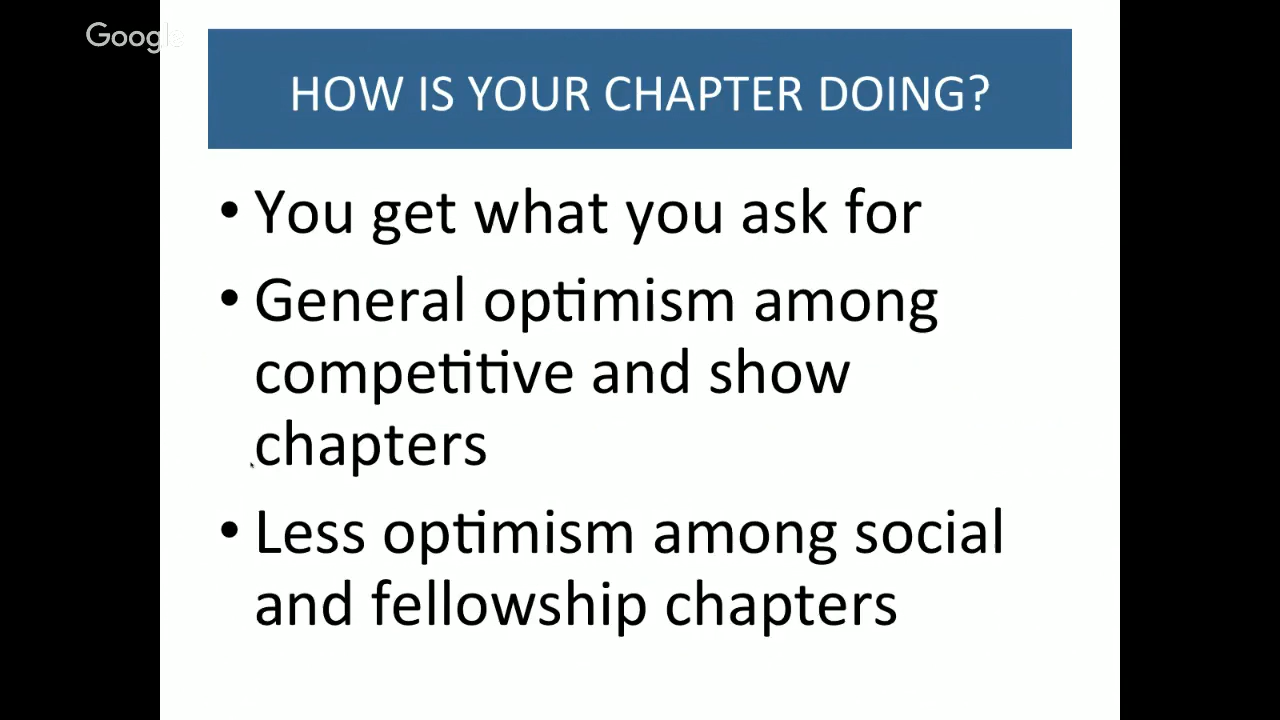 Google
HOW IS YOUR CHAPTER DOING?
• You get what you ask for
• General optimism among
competitive and show
chapters
• Less optimism among social
and fellowship chapters